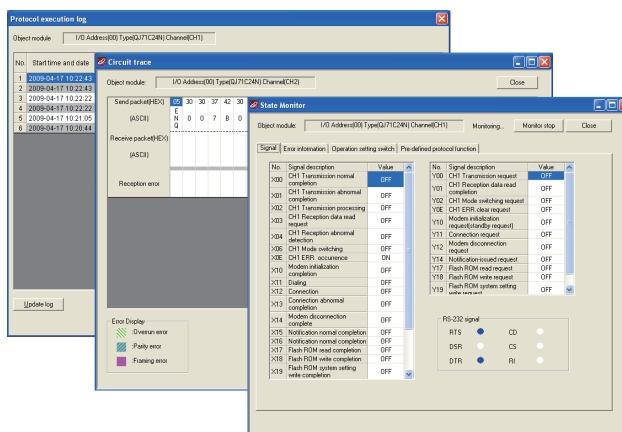 Protocol execution log
Object module I/O Address(00) Type(QJ71C24N) Channel(CH1)
No. Start time and date
1 2009-04-17 10:22:43
2 2009-04-17 10:22:43
3 2009-04-17 10:22:22
4 2009-04-17 10:22:22
5 2009-04-17 10:21:05
6 2009-04-17 10:20:44
Update log
Circuit trace
Object module: I/O Address(00) Type(QJ71C24N) Channel(CH2)
Close
Send packet(HEX) 05 30 30 37 42 30
(ASCII) ENQ 0 0 7 B 0
Receive packet(HEX)
(ASCII)
Reception error
Error Display
:Overrun error
:Parity error
:Framing error
State Monitor
Object module: I/O Address(00) Type(QJ71C24N) Channel(CH1) Monitoring... Monitor stop Close
Signal Error information Operation setting switch Pre-defined protocol function
No. Signal description Value
X00 CH1 Transmission normal completion OFF
X01 CH1 Transmission abnormal completion OFF
X02 CH1 Transmission processing OFF
X03 CH1 Reception data read request OFF
X04 CH1 Reception abnormal detection OFF
X06 CH1 Mode switching OFF
X0E CH1 ERR. occurrence ON
X10 Modem initialization completion OFF
X11 Dialing OFF
X12 Connection OFF
X13 Connection abnormal completion OFF
X14 Modem disconnection complete OFF
X15 Notification normal completion OFF
X16 Notification normal completion OFF
X17 Flash ROM read completion OFF
X18 Flash ROM write completion OFF
X19 Flash ROM system setting write completion OFF
No. Signal description Value
Y00 CH1 Transmission request OFF
Y01 CH1 Reception data read completion OFF
Y02 CH1 Mode switching request OFF
Y0E CH1 ERR.clear request OFF
Y10 Modem initialization request(standby request) OFF
Y11 Connection request OFF
Y12 Modem disconnection request OFF
Y14 Notification-issued request OFF
Y17 Flash ROM read request OFF
Y18 Flash ROM write request OFF
Y19 Flash ROM system setting write request OFF
RS-232 signal
RTS CD
DSR CS
DTR RI